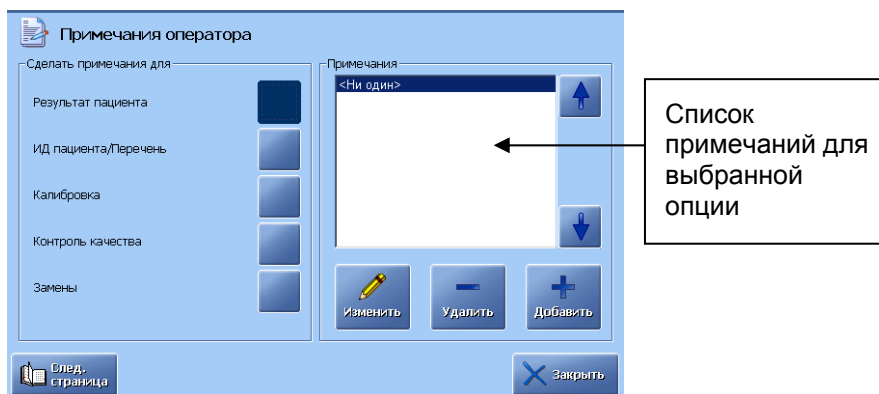 Примечания оператора
Сделать примечания для
Результат пациента
ИД пациента/Перечень
Калибровка
Контроль качества
Замены
Примечания
<Ни один>
Изменить
Удалить
Добавить
След.
страница
Закрыть
Список
примечаний для
выбранной
опции